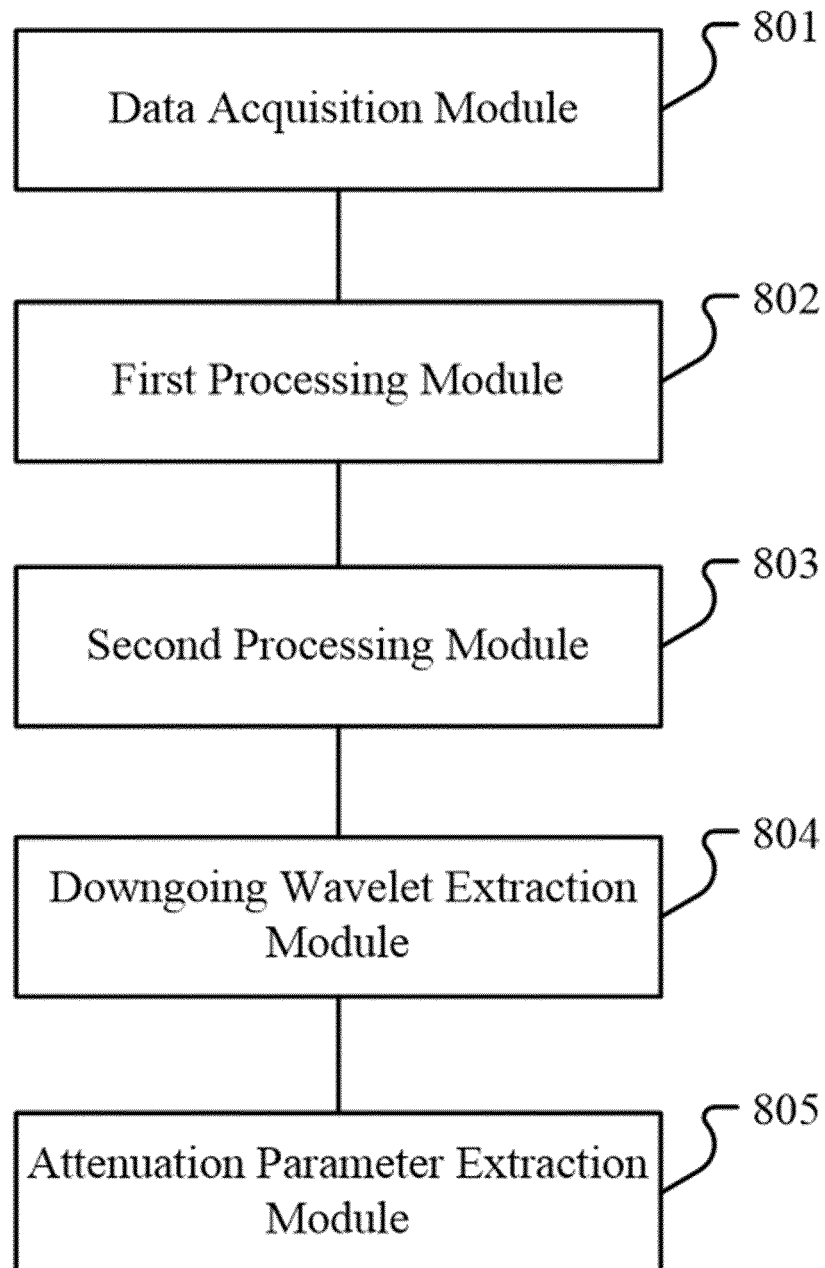 801
Data Acquisition Module
802
First Processing Module
803
Second Processing Module
804
Downgoing Wavelet Extraction
Module
805
Attenuation Parameter Extraction
Module